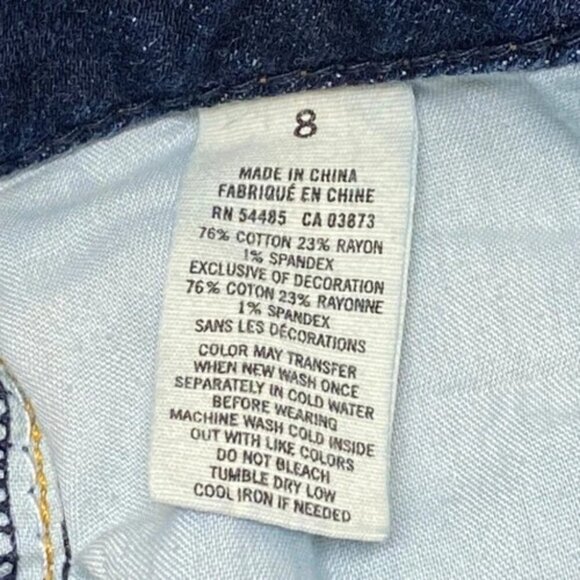 8
MADE IN CHINA
FABRIQUÉ EN CHINE
RN 54485 CA 03873
76% COTTON 23% RAYON
1% SPANDEX
EXCLUSIVE OF DECORATION
76% COTON 23% RAYONNE
1% SPANDEX
SANS LES DÉCORATIONS
COLOR MAY TRANSFER
WHEN NEW WASH ONCE
SEPARATELY IN COLD WATER
BEFORE WEARING
MACHINE WASH COLD INSIDE
OUT WITH LIKE COLORS
DO NOT BLEACH
TUMBLE DRY LOW
COOL IRON IF NEEDED